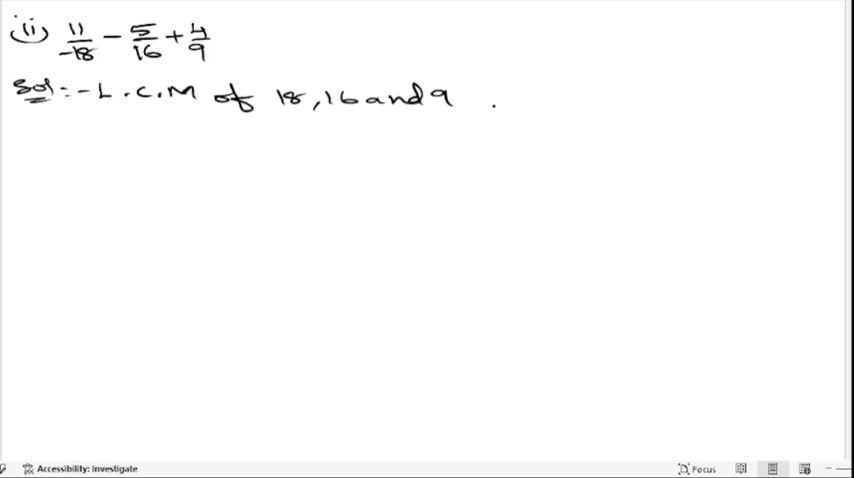 (ii) 11/-18 - 5/16 + 4/9
Sol:- L.C.M of 18, 16 and 9 .
Accessibility: Investigate Focus